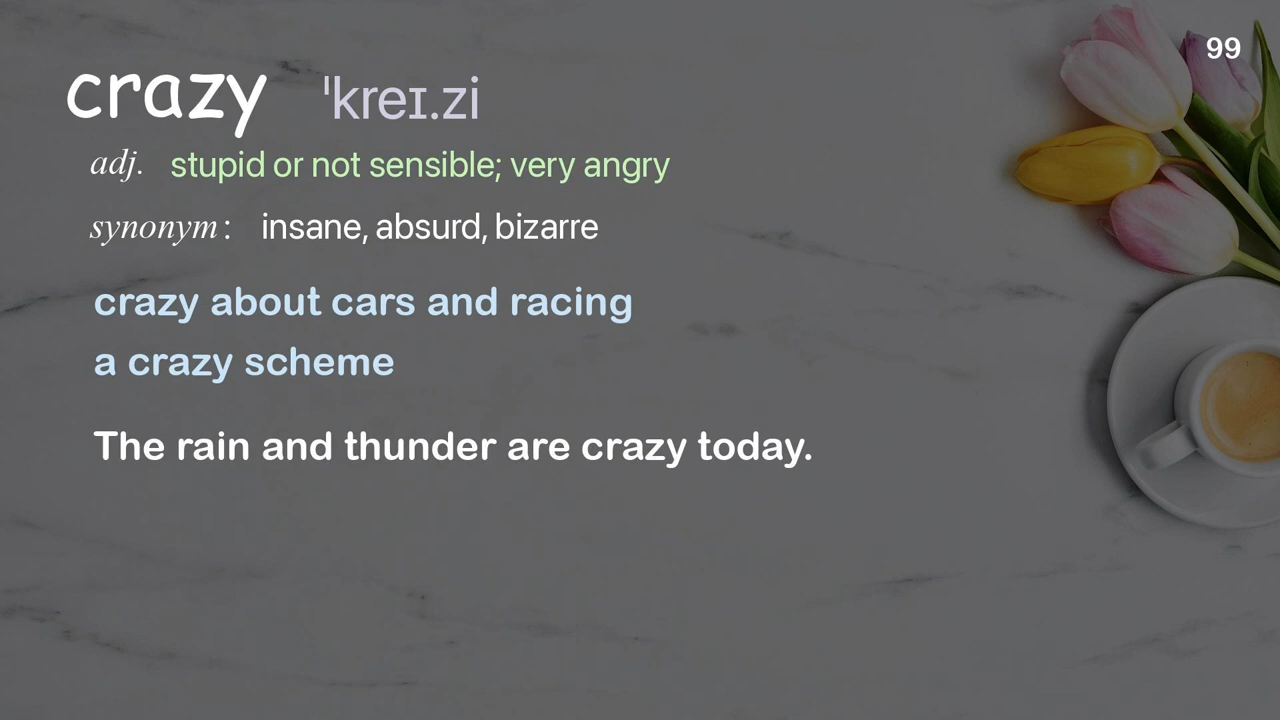 99
crazy ˈkreɪ.zi
adj. stupid or not sensible; very angry
synonym: insane, absurd, bizarre
crazy about cars and racing
a crazy scheme
The rain and thunder are crazy today.